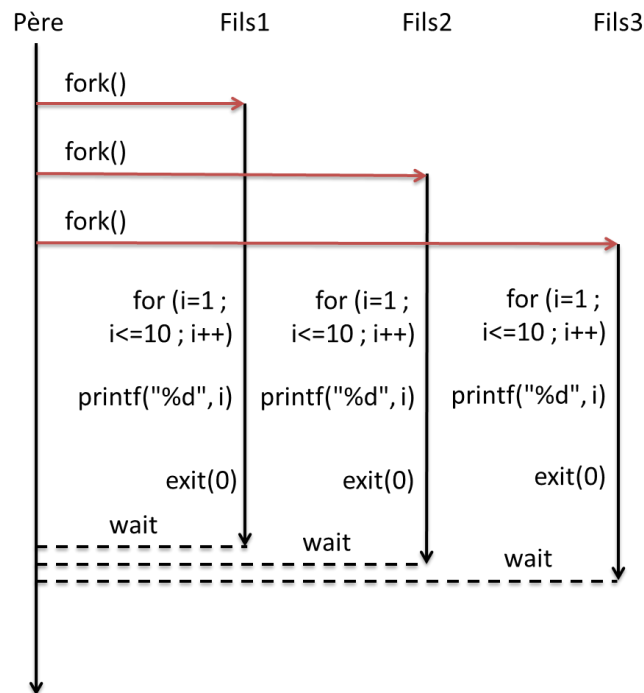 Père Fils1 Fils2 Fils3
fork()
fork()
fork()
for (i=1 ; for (i=1 ; for (i=1 ;
i<=10 ; i++) i<=10 ; i++) i<=10 ; i++)
printf("%d", i) printf("%d", i) printf("%d", i)
exit(0) exit(0) exit(0)
wait
wait
wait